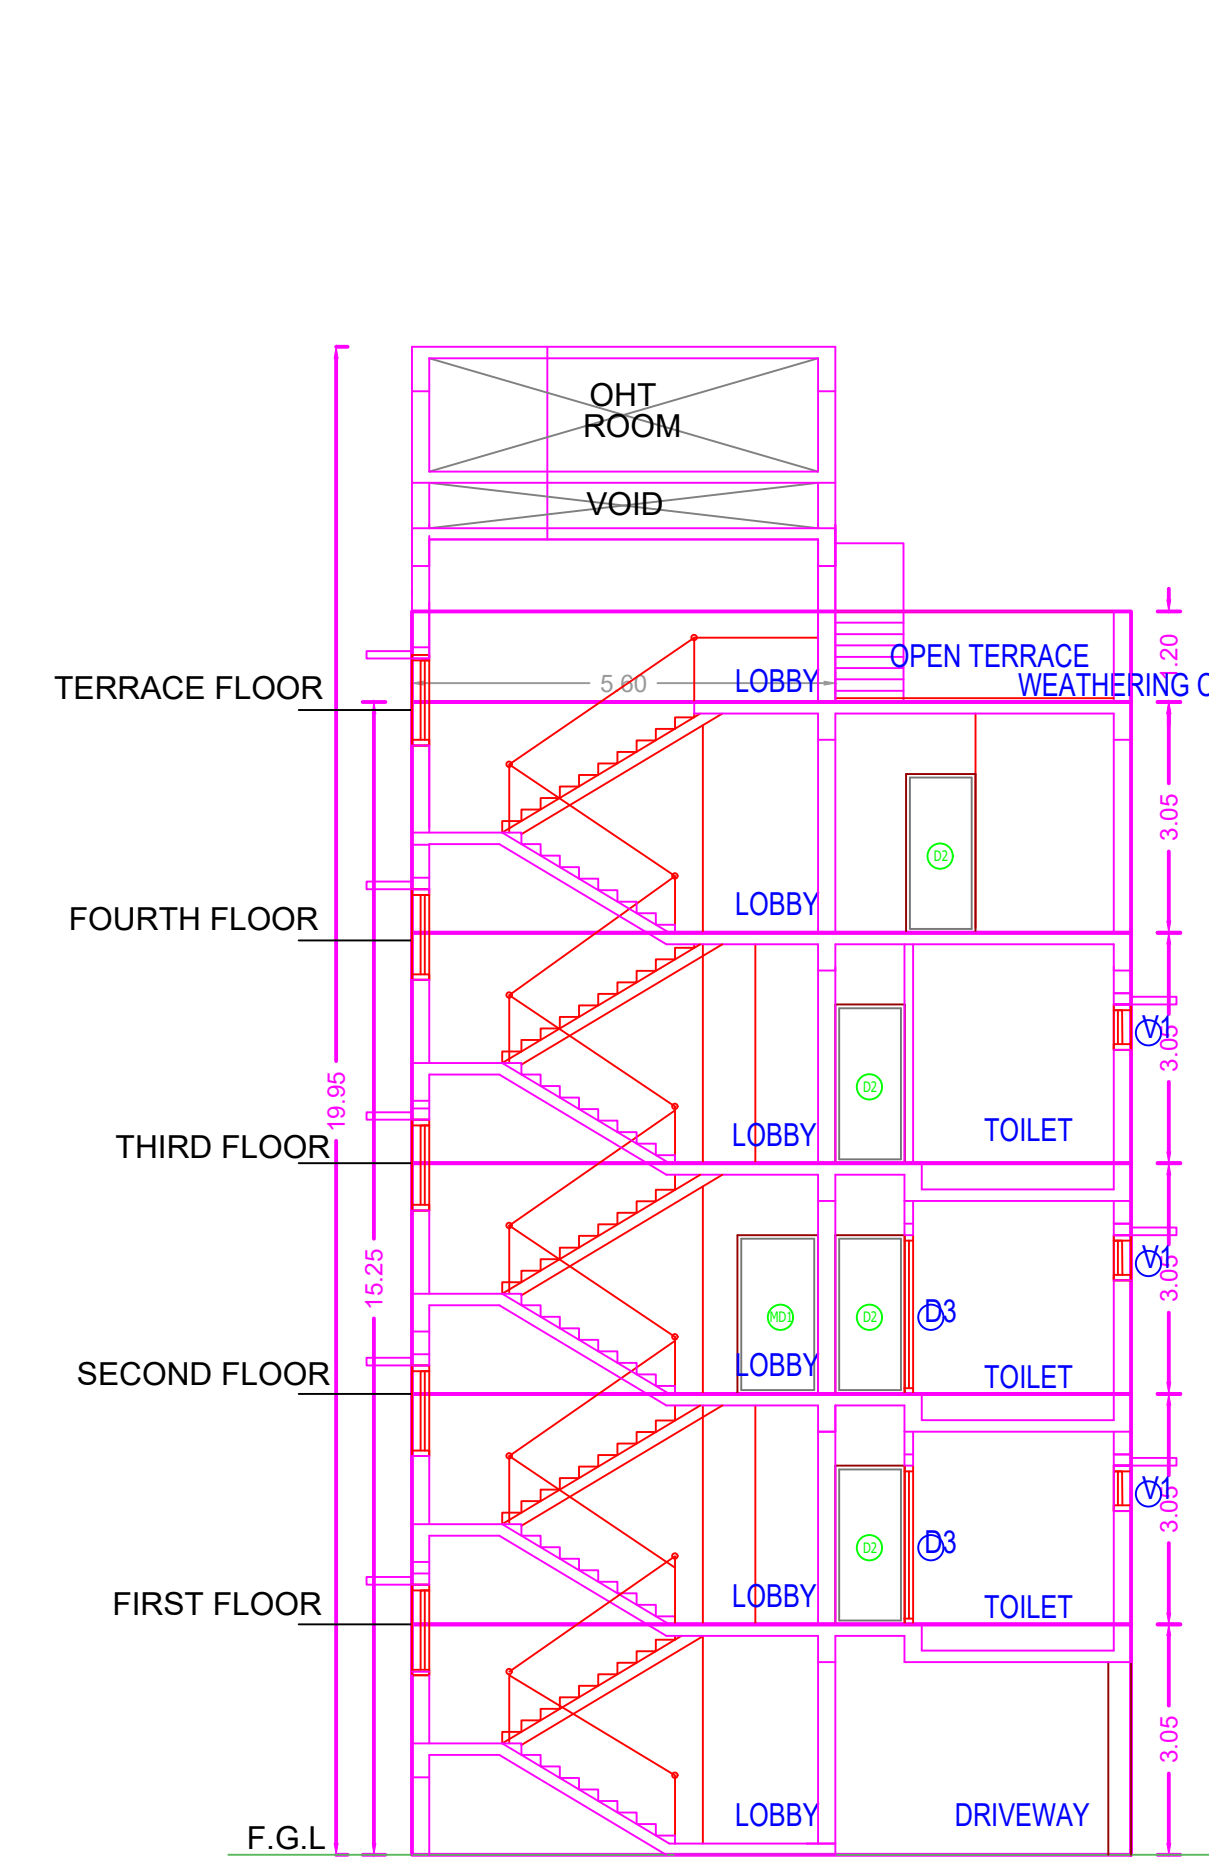 OHT
ROOM
VOID
OPEN TERRACE
1.20
5.60
LOBBY
WEATHERING C
TERRACE FLOOR
3.05
D2
LOBBY
FOURTH FLOOR
V1
3.05
D2
19.95
LOBBY
TOILET
THIRD FLOOR
V1
3.05
15.25
MD1
D2
D3
LOBBY
TOILET
SECOND FLOOR
V1
3.05
D2
D3
LOBBY
TOILET
FIRST FLOOR
3.05
LOBBY
DRIVEWAY
F.G.L